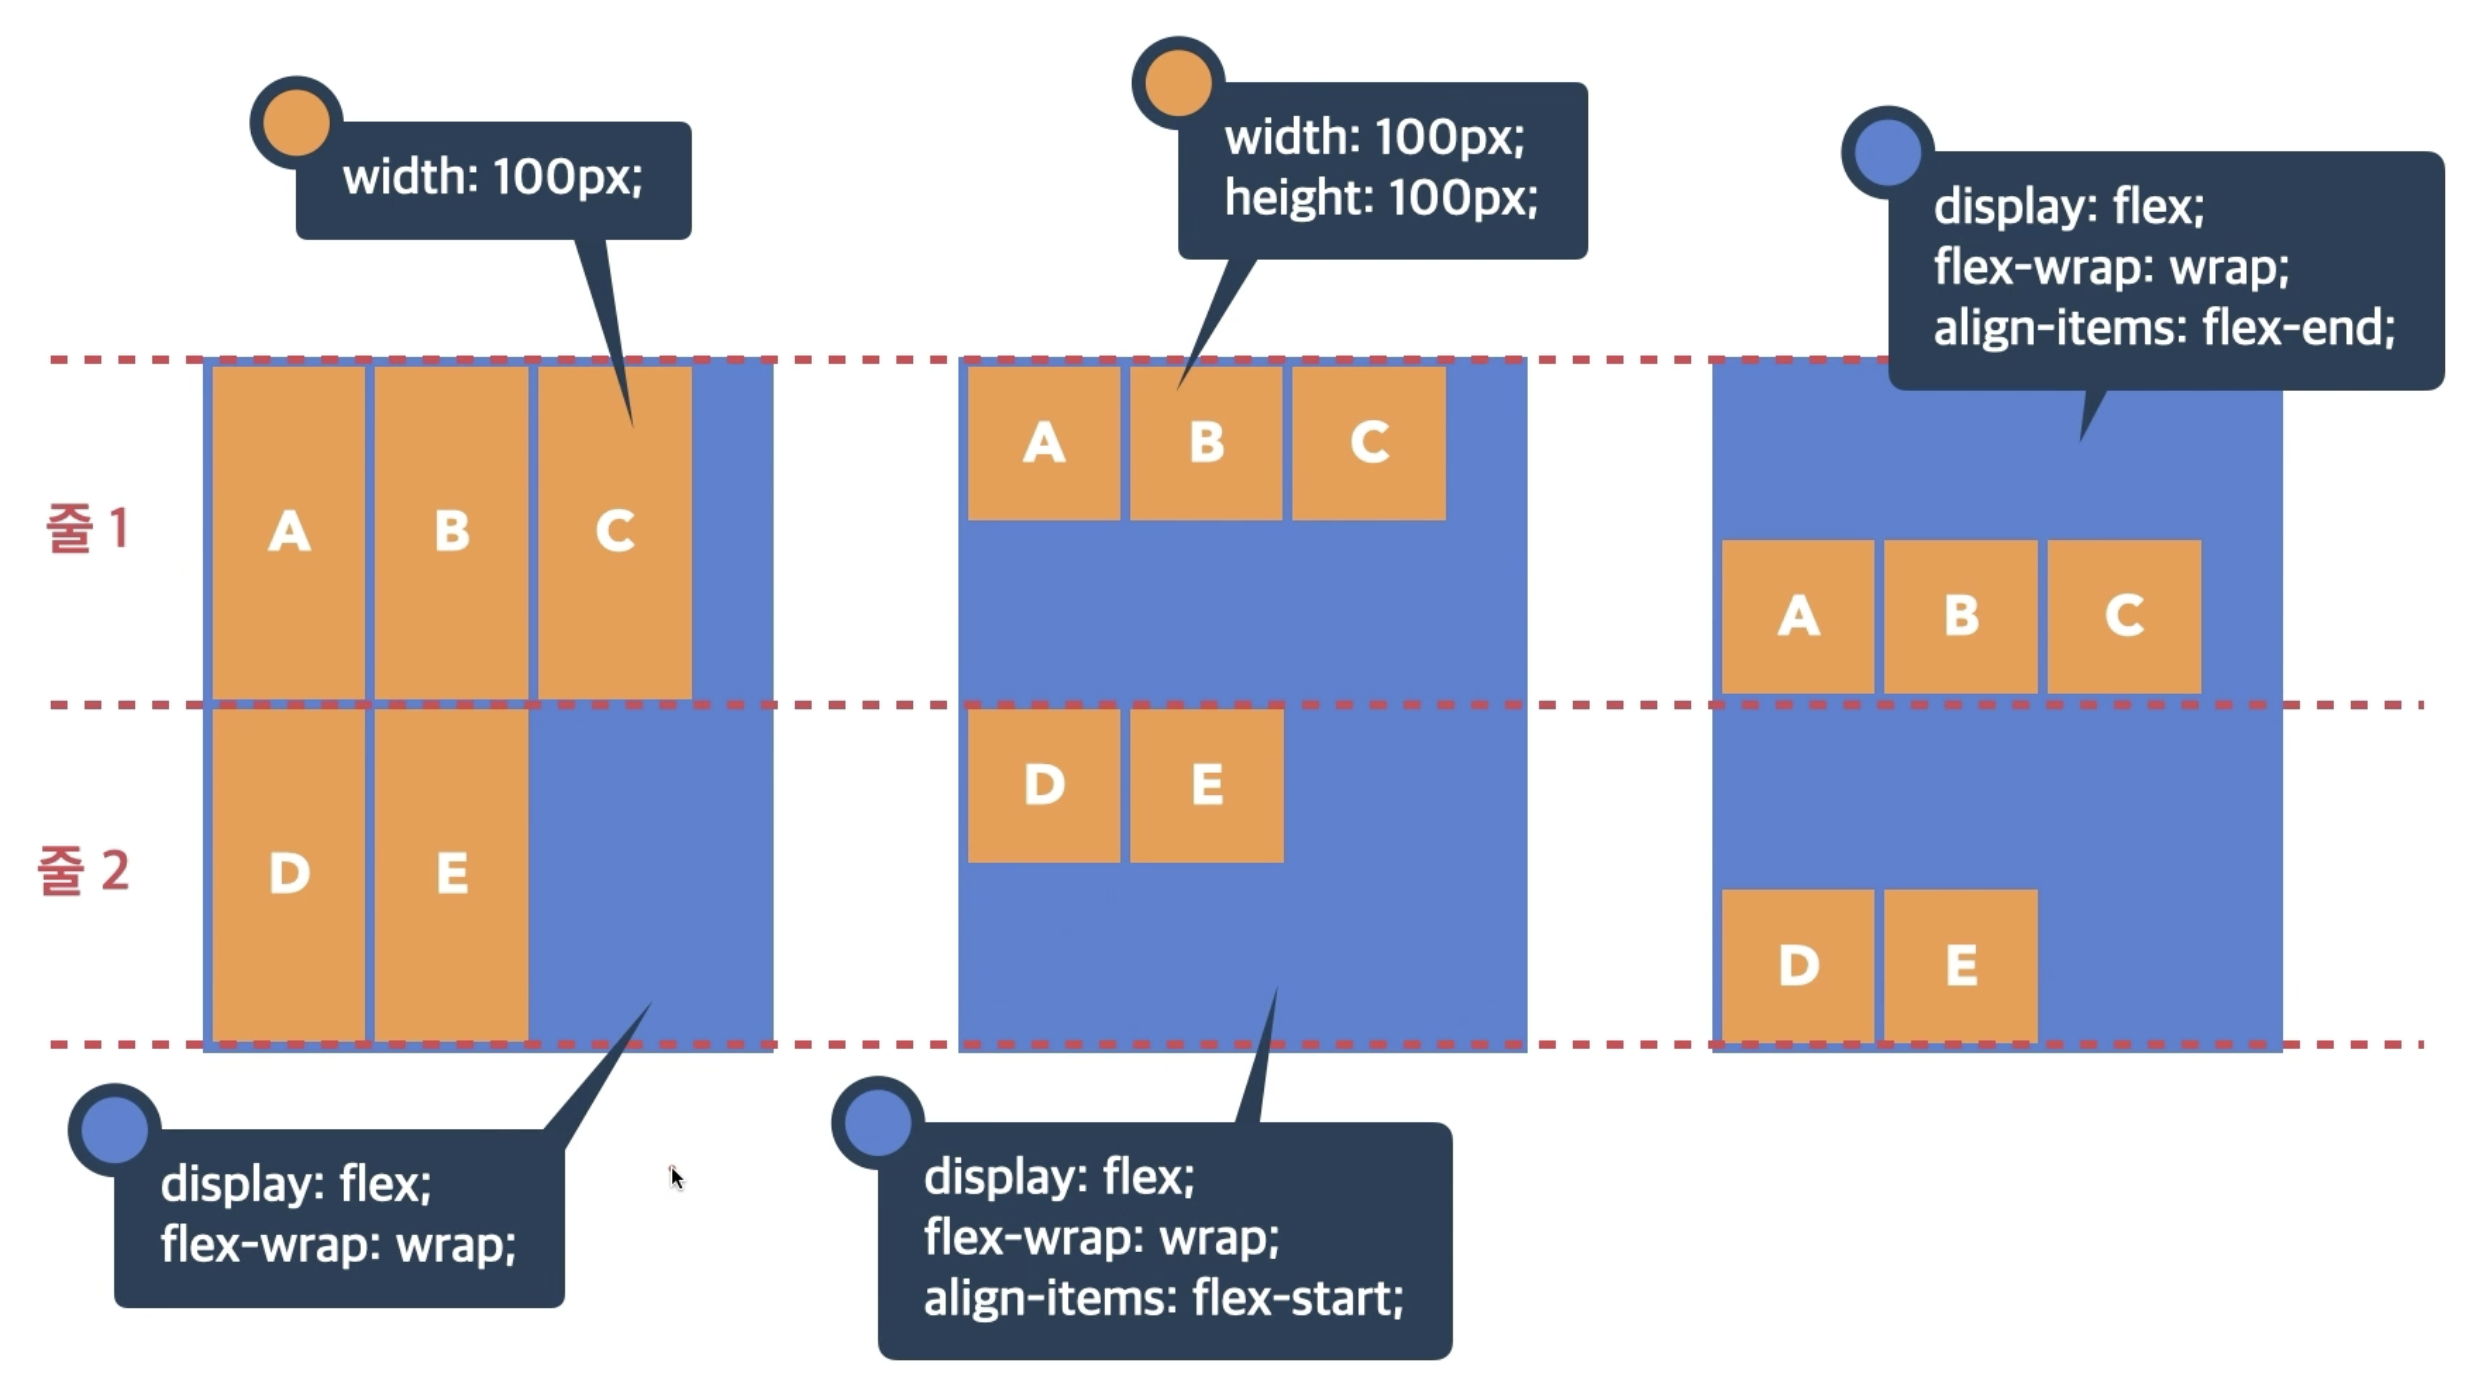 width: 100px;
width: 100px;
height: 100px;
display: flex;
flex-wrap: wrap;
align-items: flex-end;
줄 1
A B C
A B C
A B C
줄 2
D E
D E
D E
display: flex;
flex-wrap: wrap;
display: flex;
flex-wrap: wrap;
align-items: flex-start;